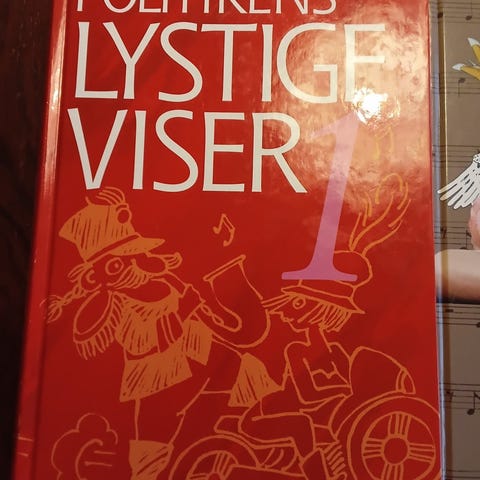 POLITIKENS
LYSTIGE
VISER 1